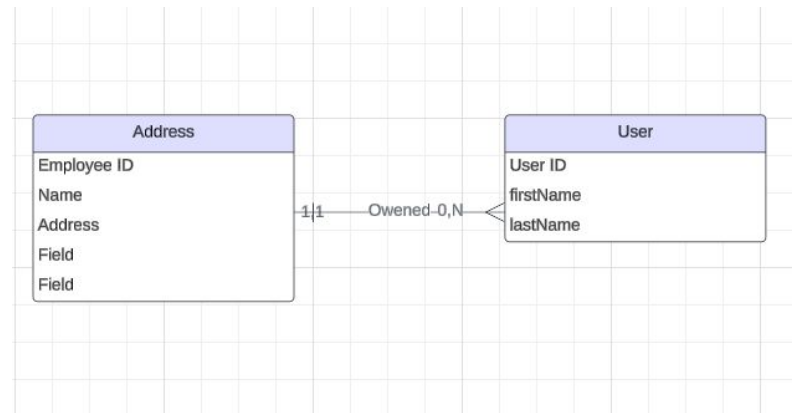 Address
Employee ID
Name
Address
Field
Field
1|1
Owened 0,N
User
User ID
firstName
lastName